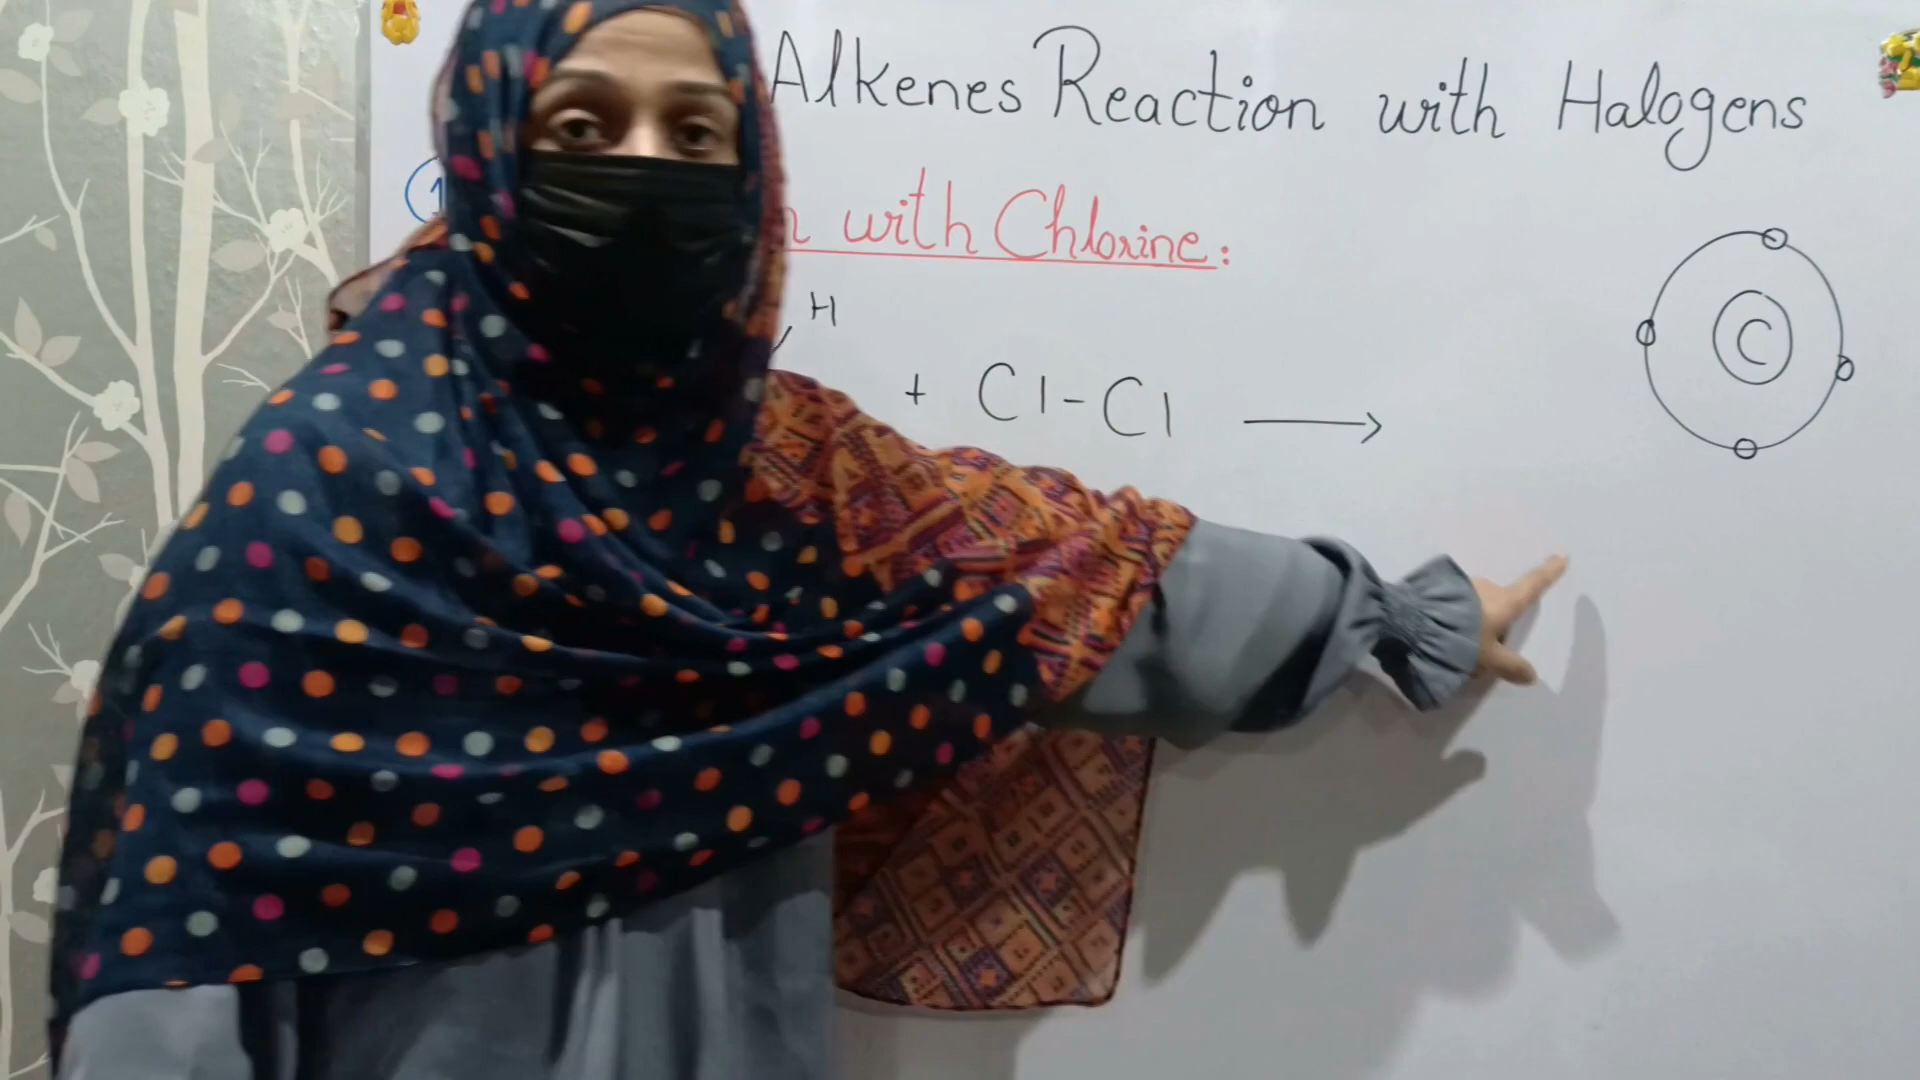 Alkenes Reaction with Halogens
with Chlorine:
H
+ Cl-Cl ⟶
C